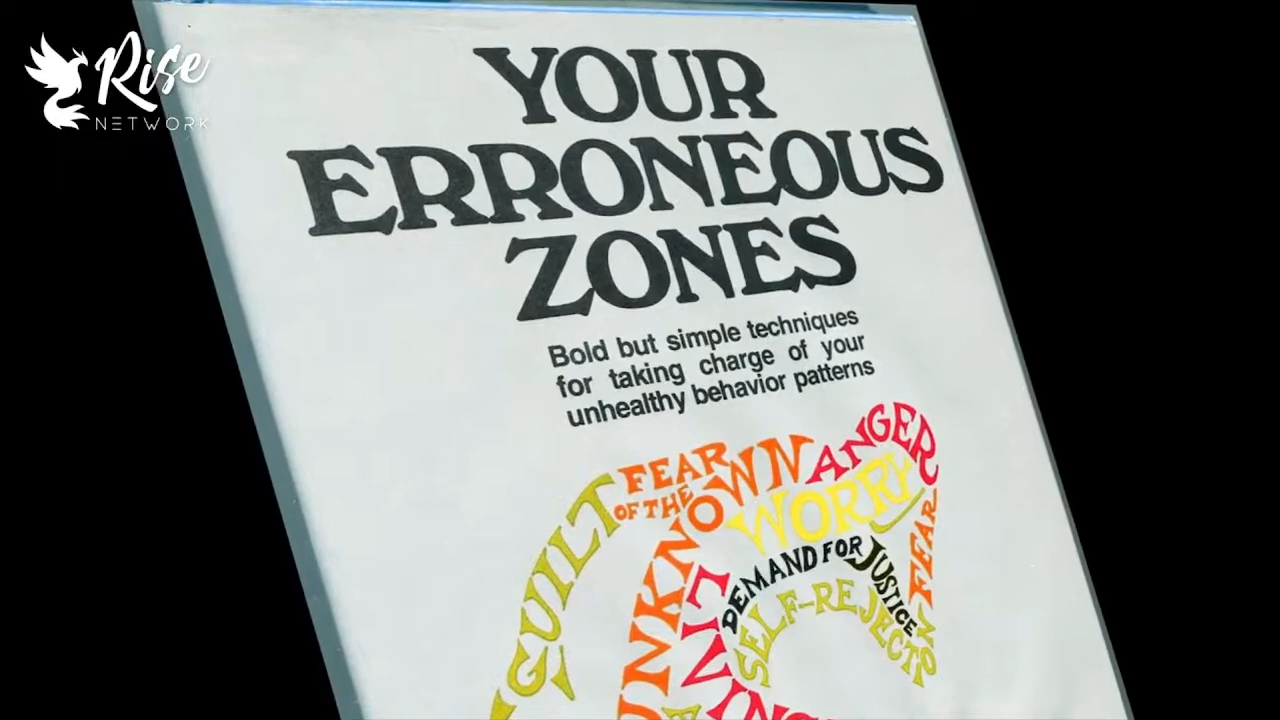 Rise
NETWORK
YOUR
ERRONEOUS
ZONES
Bold but simple techniques
for taking charge of your
unhealthy behavior patterns
GUILT
FEAR
OF THE
UNKNOWN
ANGER
WORRY
FEAR
DEMAND FOR JUSTICE
SELF-REJECTION
LIVING